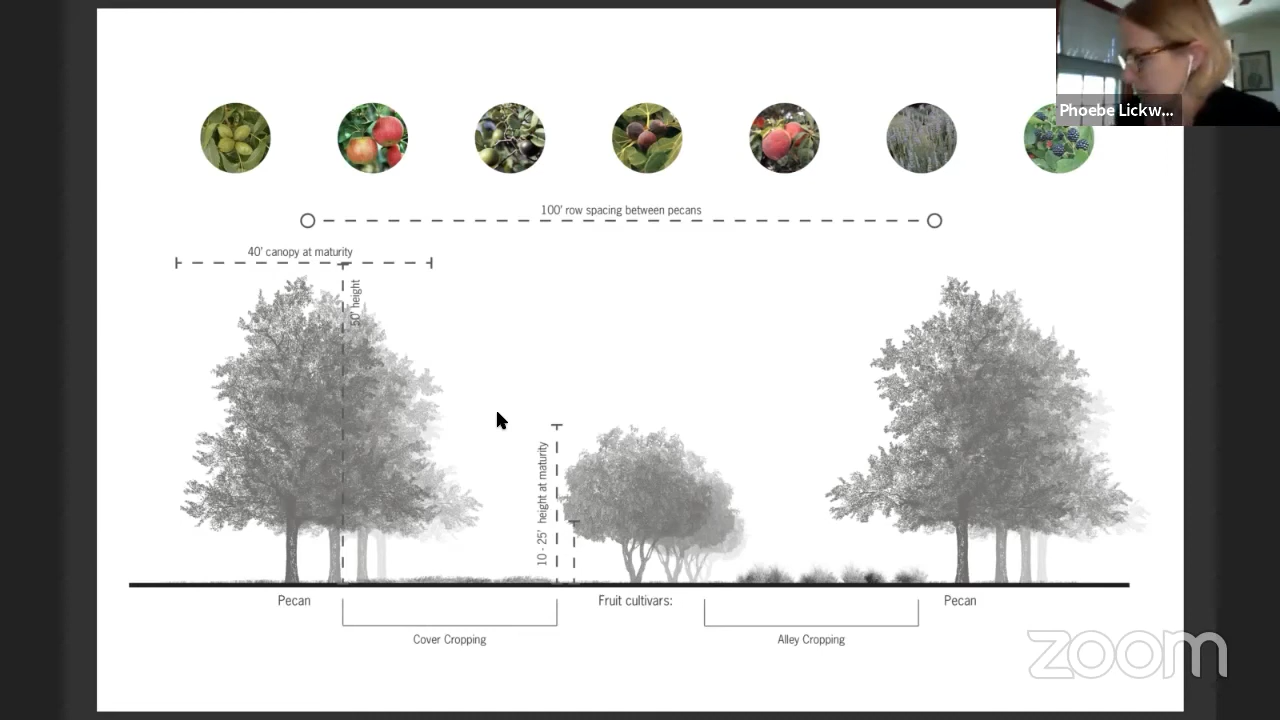 Phoebe Lickw...
100' row spacing between pecans
40' canopy at maturity
50' height
10 - 25' height at maturity
Pecan
Fruit cultivars:
Pecan
Cover Cropping
Alley Cropping
zoom